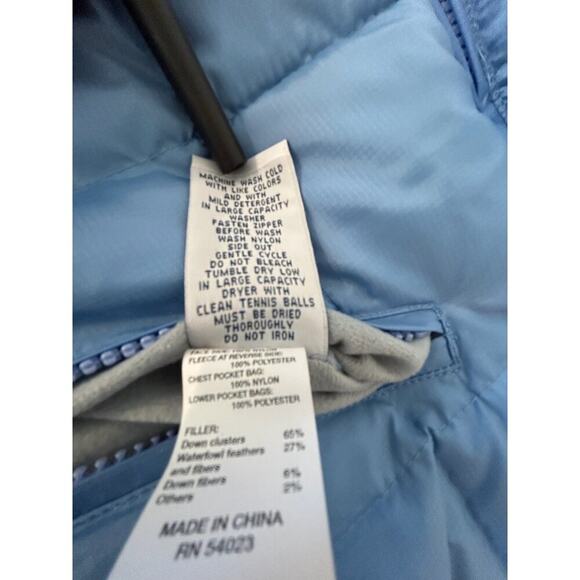 MACHINE WASH COLD
WITH LIKE COLORS
AND WITH
MILD DETERGENT
IN LARGE CAPACITY
WASHER
FASTEN ZIPPER
BEFORE WASH
WASH NYLON
SIDE OUT
GENTLE CYCLE
DO NOT BLEACH
TUMBLE DRY LOW
IN LARGE CAPACITY
DRYER WITH
CLEAN TENNIS BALLS
MUST BE DRIED
THOROUGHLY
DO NOT IRON
FACE SIDE: 100% NYLON
FLEECE AT REVERSE SIDE:
100% POLYESTER
CHEST POCKET BAG:
100% NYLON
LOWER POCKET BAGS:
100% POLYESTER
FILLER:
Down clusters 65%
Waterfowl feathers 27%
and fibers
Down fibers 6%
Others 2%
MADE IN CHINA
RN 54023